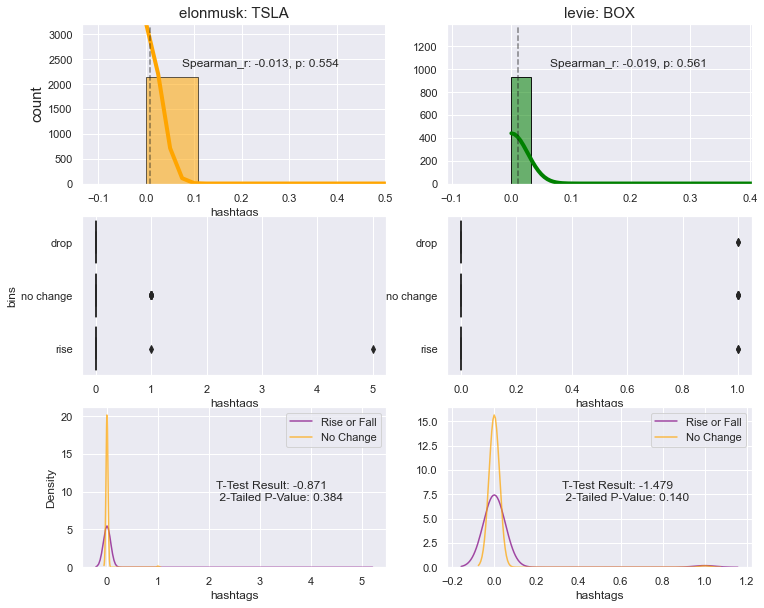 elonmusk: TSLA
levie: BOX
count
3000
2500
2000
1500
1000
500
0
Spearman_r: -0.013, p: 0.554
−0.1 0.0 0.1 0.2 0.3 0.4 0.5
hashtags
1200
1000
800
600
400
200
0
Spearman_r: -0.019, p: 0.561
−0.1 0.0 0.1 0.2 0.3 0.4
hashtags
bins
drop
no change
rise
0 1 2 3 4 5
hashtags
drop
no change
rise
0.0 0.2 0.4 0.6 0.8 1.0
hashtags
Density
20
15
10
5
0
Rise or Fall
No Change
T-Test Result: -0.871
2-Tailed P-Value: 0.384
0 1 2 3 4 5
hashtags
15.0
12.5
10.0
7.5
5.0
2.5
0.0
Rise or Fall
No Change
T-Test Result: -1.479
2-Tailed P-Value: 0.140
−0.2 0.0 0.2 0.4 0.6 0.8 1.0 1.2
hashtags